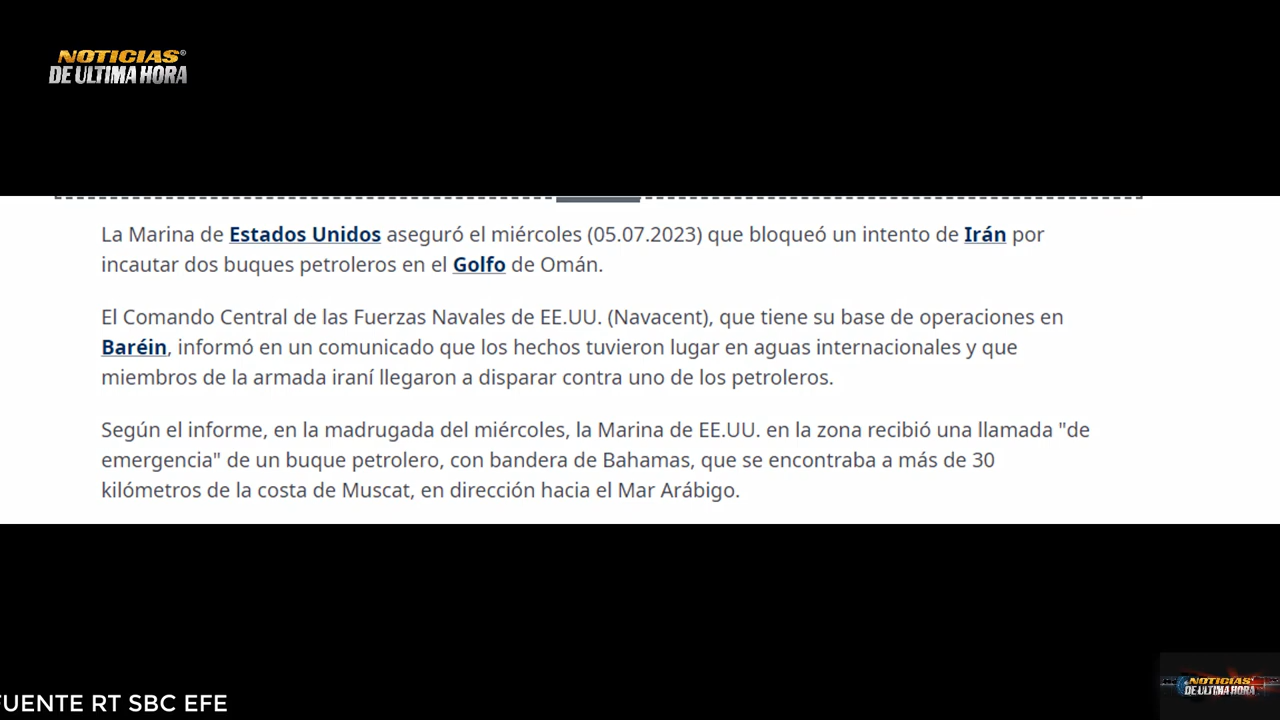 NOTICIAS®
DE ULTIMA HORA
La Marina de Estados Unidos aseguró el miércoles (05.07.2023) que bloqueó un intento de Irán por
incautar dos buques petroleros en el Golfo de Omán.
El Comando Central de las Fuerzas Navales de EE.UU. (Navacent), que tiene su base de operaciones en
Baréin, informó en un comunicado que los hechos tuvieron lugar en aguas internacionales y que
miembros de la armada iraní llegaron a disparar contra uno de los petroleros.
Según el informe, en la madrugada del miércoles, la Marina de EE.UU. en la zona recibió una llamada "de
emergencia" de un buque petrolero, con bandera de Bahamas, que se encontraba a más de 30
kilómetros de la costa de Muscat, en dirección hacia el Mar Arábigo.
FUENTE RT SBC EFE
NOTICIAS
DE ULTIMA HORA